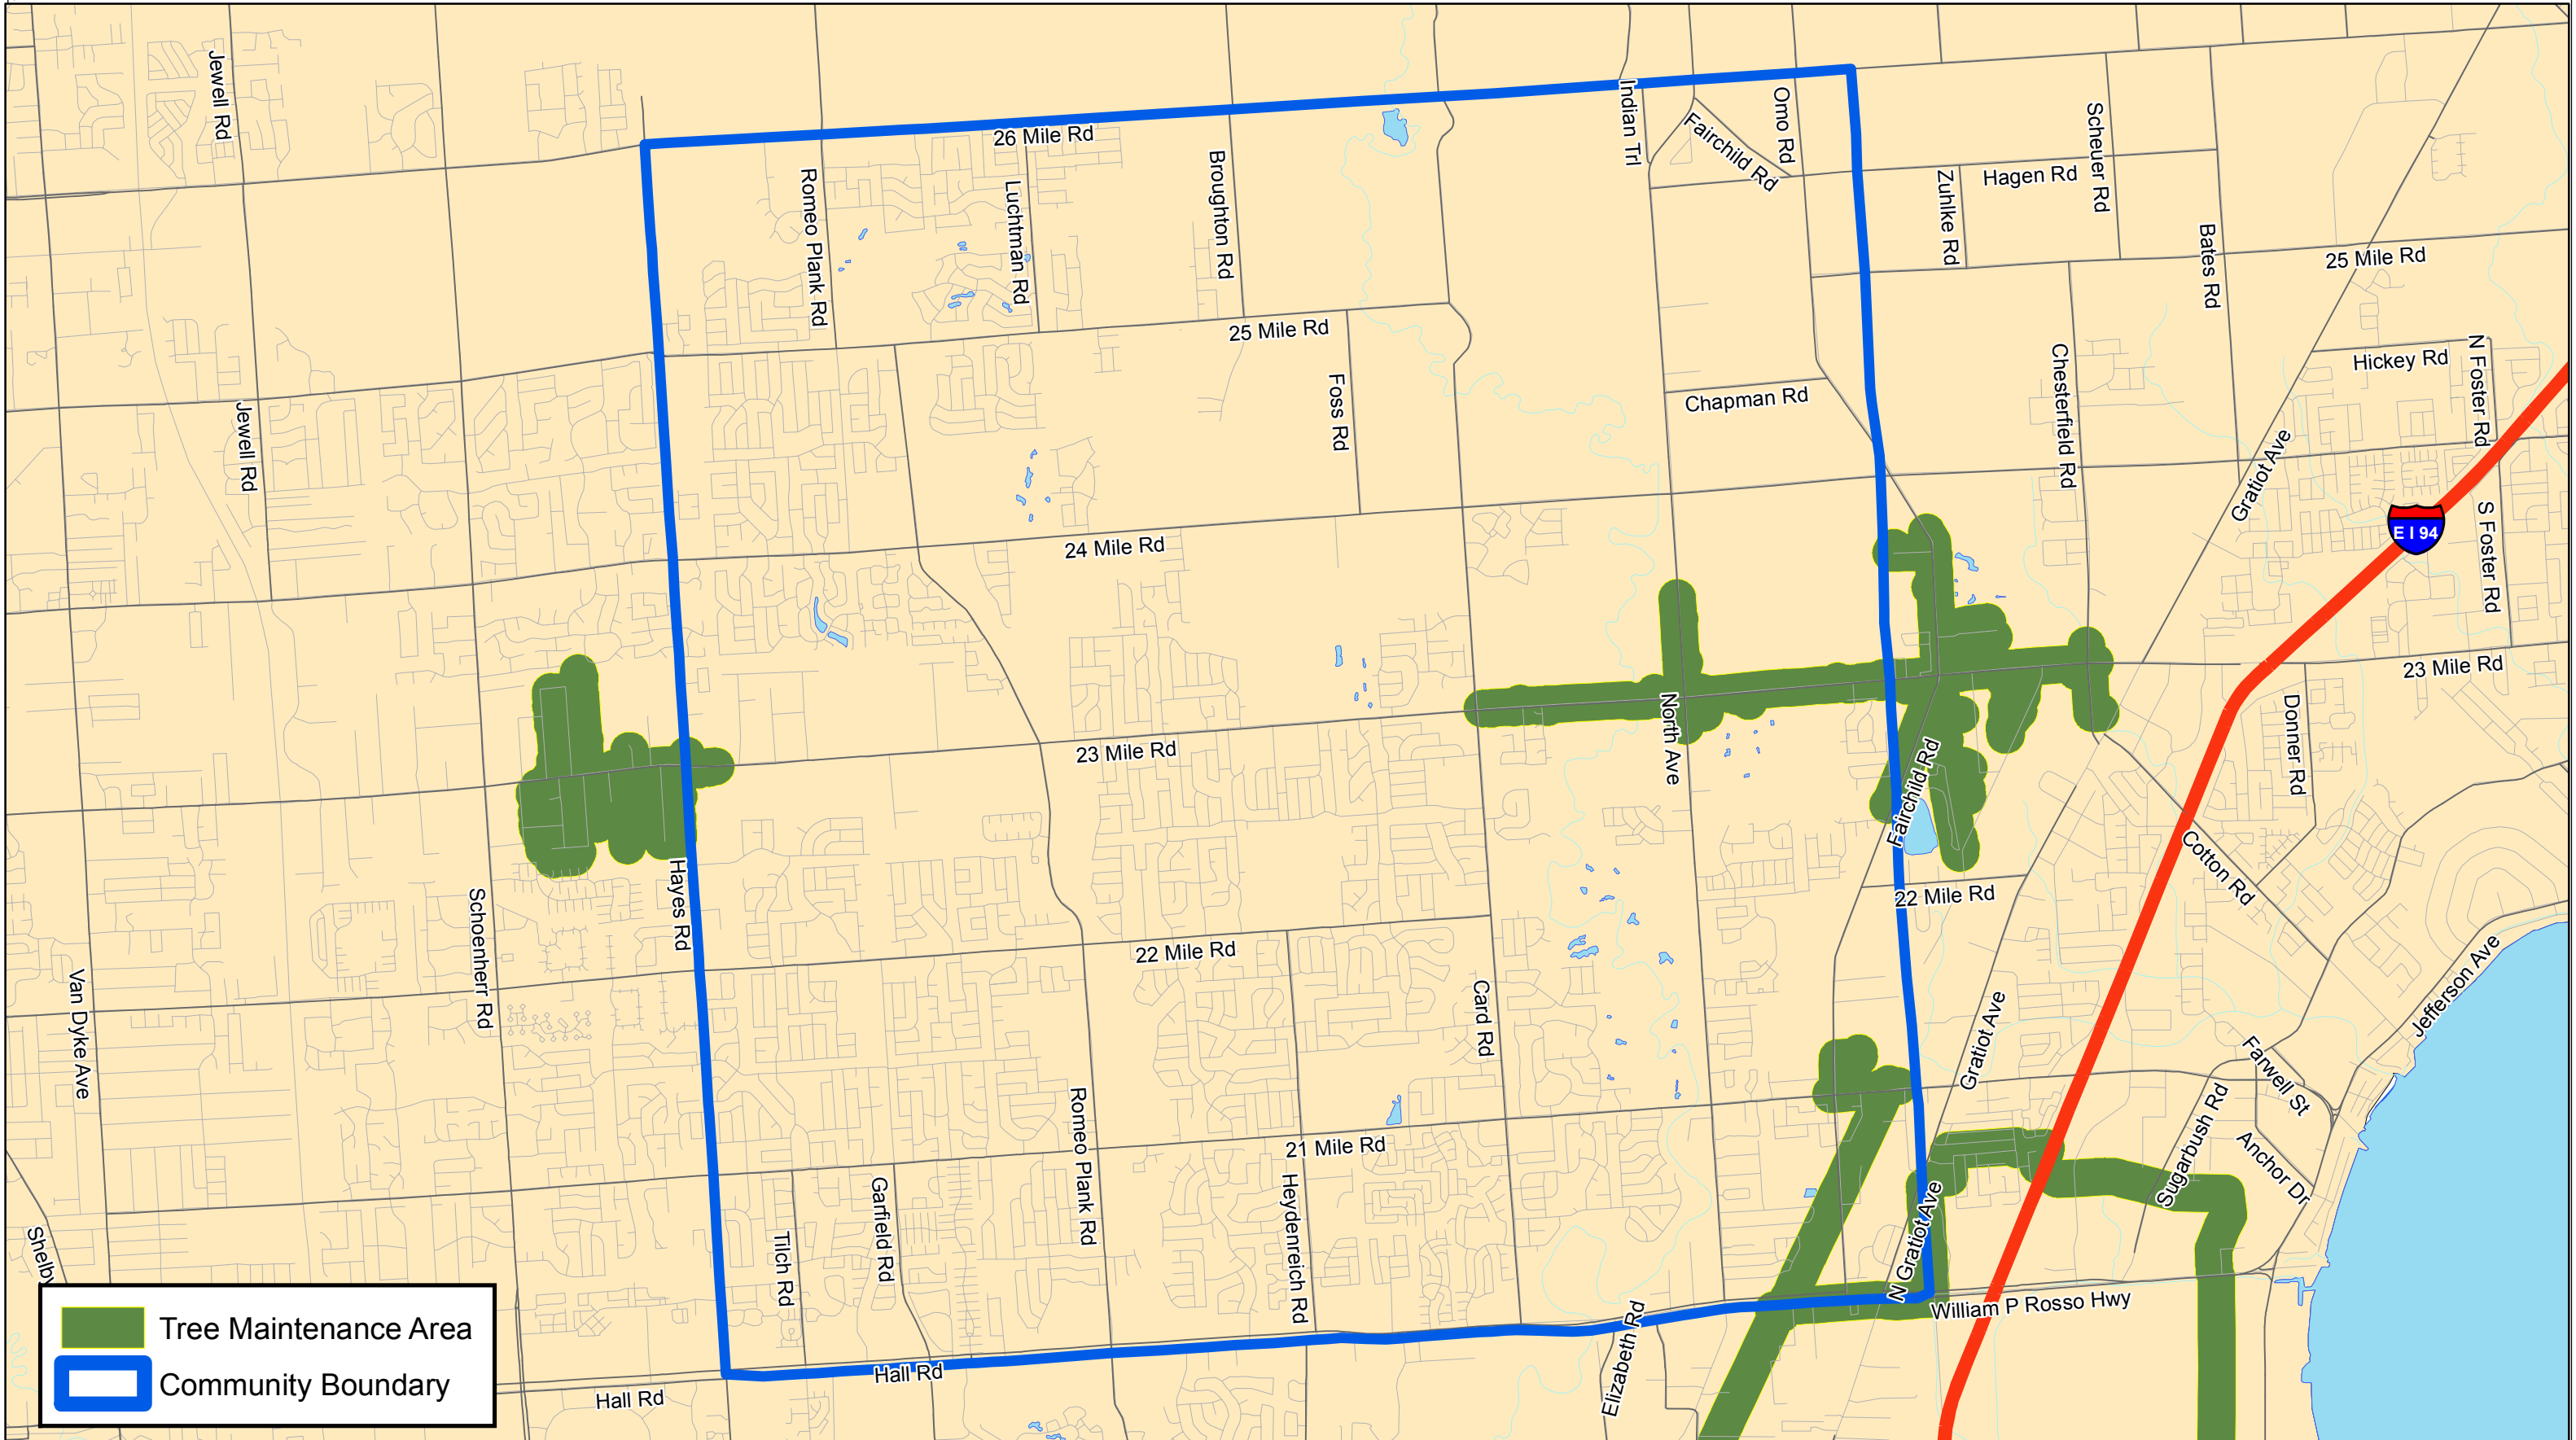 Jewell Rd
26 Mile Rd
Romeo Plank Rd
Luchtman Rd
Broughton Rd
Indian Trl
Fairchild Rd
Omo Rd
Zuhlke Rd
Hagen Rd
Scheuer Rd
Bates Rd
25 Mile Rd
25 Mile Rd
Jewell Rd
Foss Rd
Chapman Rd
Chesterfield Rd
Gratiot Ave
Hickey Rd
N Foster Rd
E I 94
S Foster Rd
24 Mile Rd
23 Mile Rd
23 Mile Rd
North Ave
Fairchild Rd
Donner Rd
Cotton Rd
Hayes Rd
Schoenherr Rd
Van Dyke Ave
22 Mile Rd
22 Mile Rd
Card Rd
Gratiot Ave
Jefferson Ave
Farwell St
Sugarbush Rd
Anchor Dr
Romeo Plank Rd
21 Mile Rd
Heydenreich Rd
Garfield Rd
Tilch Rd
N Gratiot Ave
William P Rosso Hwy
Elizabeth Rd
Hall Rd
Hall Rd
Shelby
Tree Maintenance Area
Community Boundary